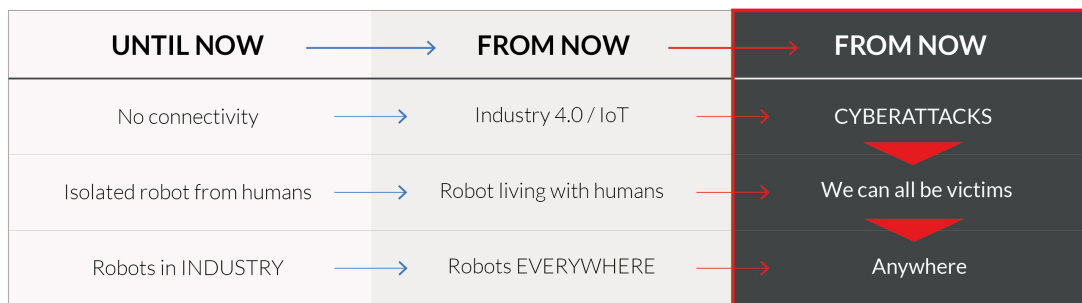 UNTIL NOW
FROM NOW
FROM NOW
No connectivity
Industry 4.0 / IoT
CYBERATTACKS
Isolated robot from humans
Robot living with humans
We can all be victims
Robots in INDUSTRY
Robots EVERYWHERE
Anywhere